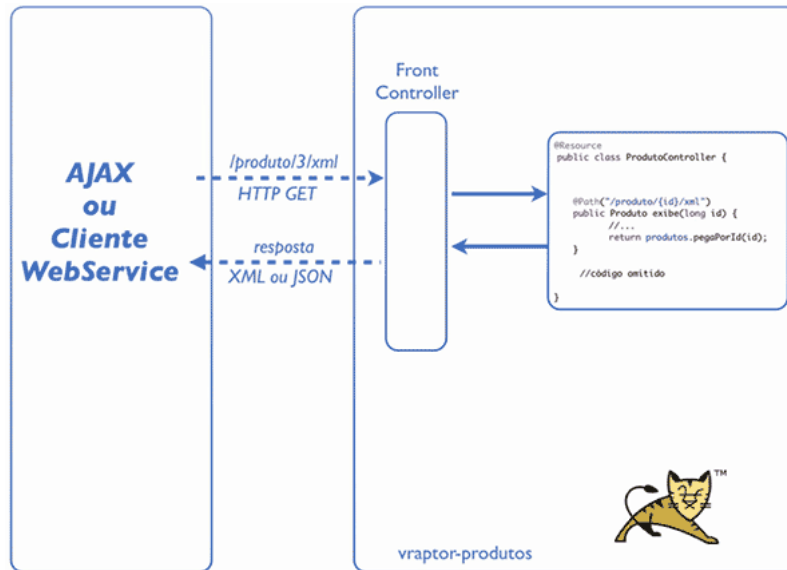 AJAX
ou
Cliente
WebService
/produto/3/xml
HTTP GET
resposta
XML ou JSON
Front
Controller
@Resource
public class ProdutoController {
@Path("/produto/{id}/xml")
public Produto exibe(long id) {
//...
return produtos.pegaPorId(id);
}
//código omitido
}
TM
vraptor-produtos